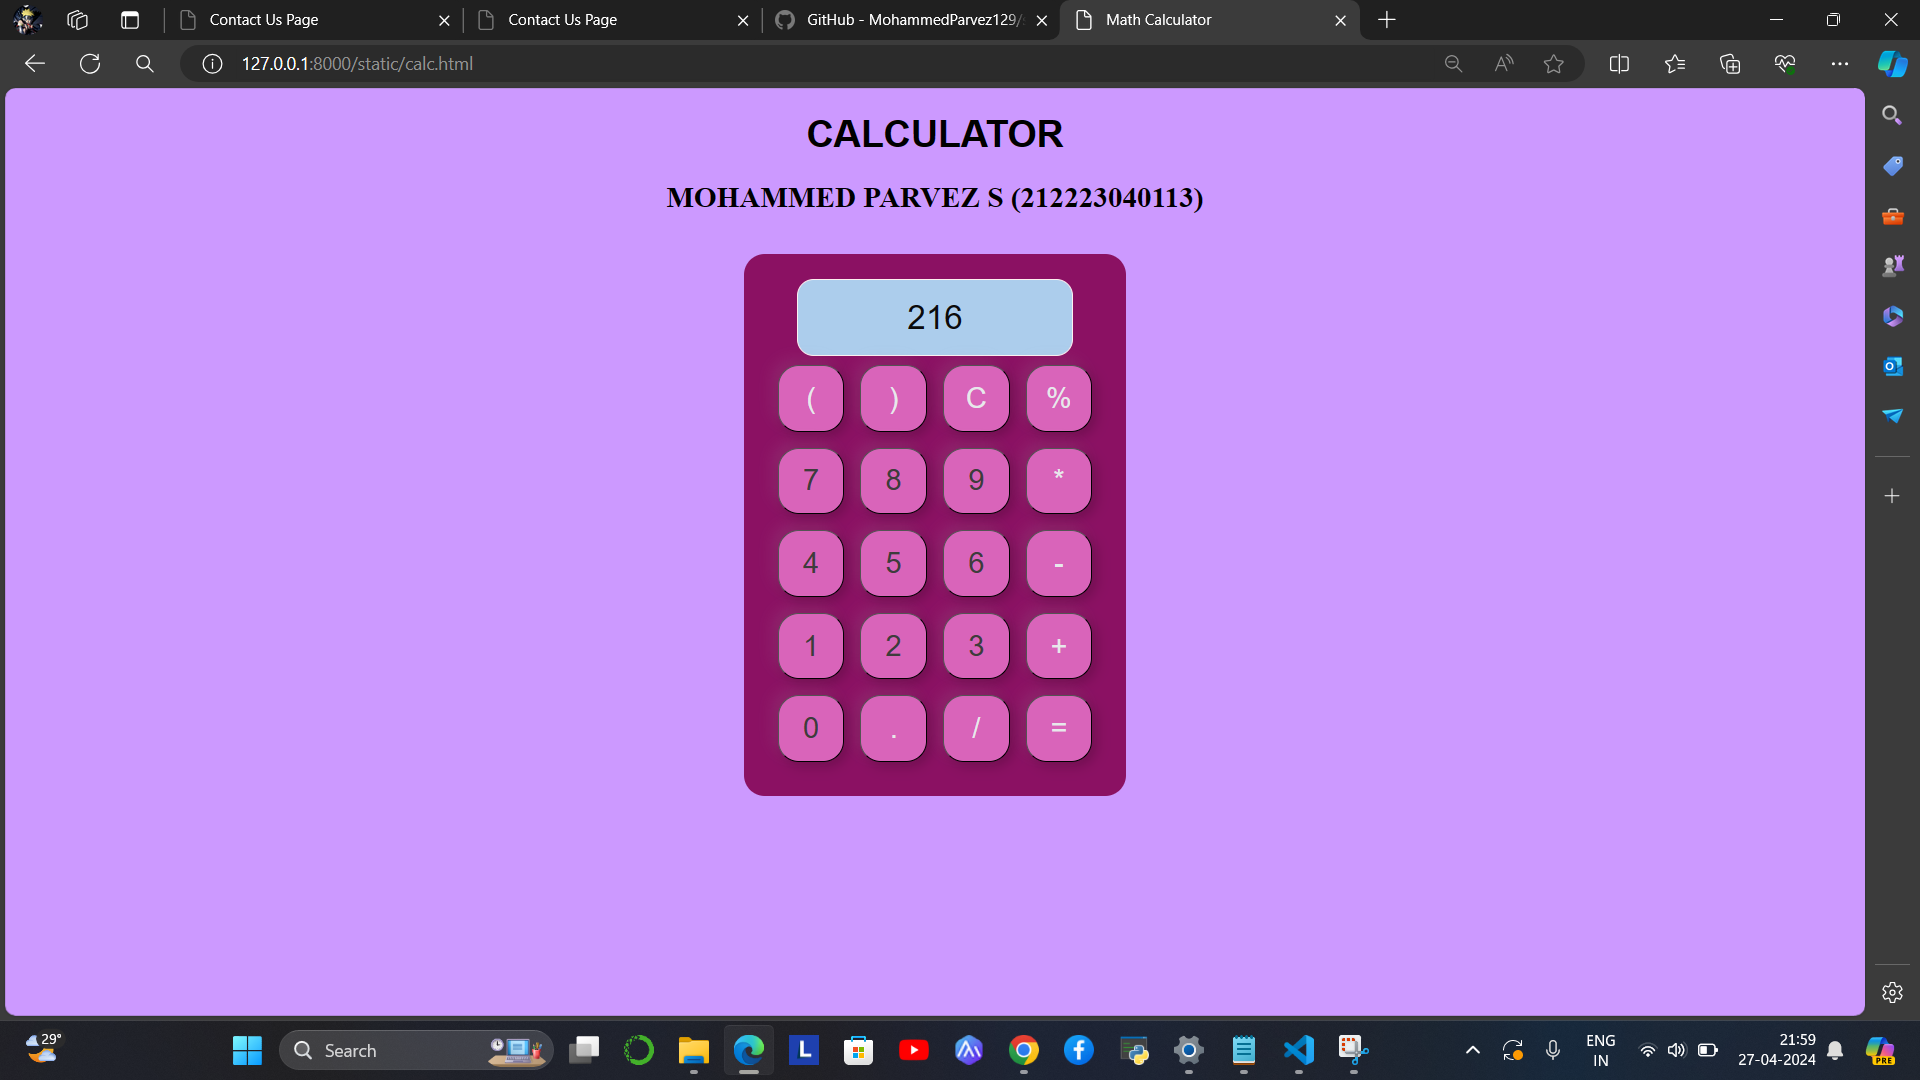 Contact Us Page
Contact Us Page
GitHub - MohammedParvez129/
Math Calculator
127.0.0.1:8000/static/calc.html
CALCULATOR
MOHAMMED PARVEZ S (212223040113)
216
( ) C %
7 8 9 *
4 5 6 -
1 2 3 +
0 . / =
29°
Search
L
ENG
IN
21:59
27-04-2024
PRE